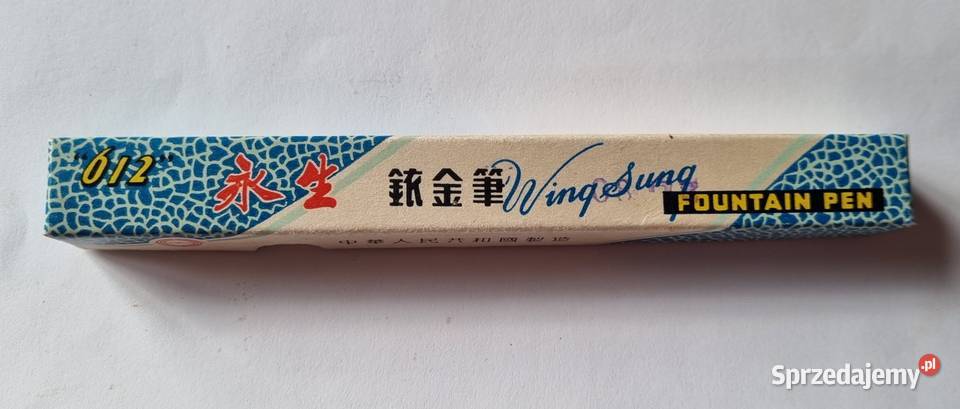 "612"
永生
銥金筆
Wing Sung
FOUNTAIN PEN
中華人民共和國製造
Sprzedajemy.pl